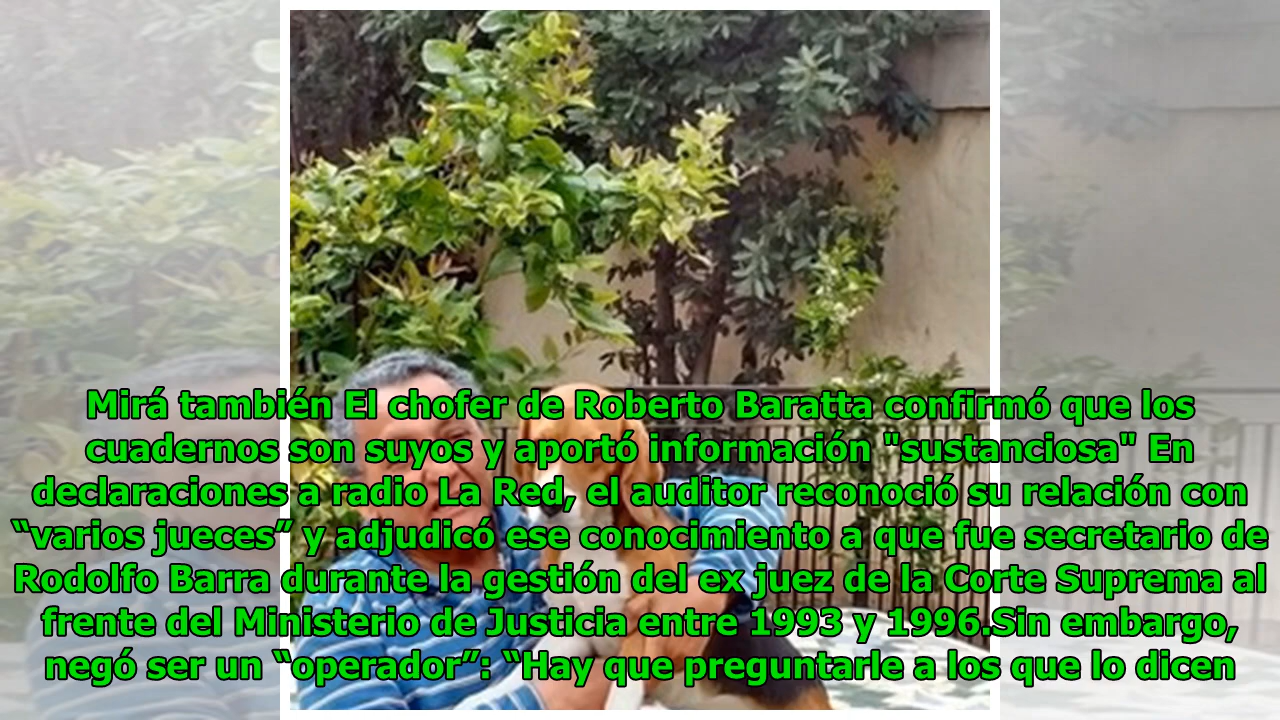 Mirá también El chofer de Roberto Baratta confirmó que los
cuadernos son suyos y aportó información "sustanciosa" En
declaraciones a radio La Red, el auditor reconoció su relación con
“varios jueces” y adjudicó ese conocimiento a que fue secretario de
Rodolfo Barra durante la gestión del ex juez de la Corte Suprema al
frente del Ministerio de Justicia entre 1993 y 1996.Sin embargo,
negó ser un “operador”: “Hay que preguntarle a los que lo dicen